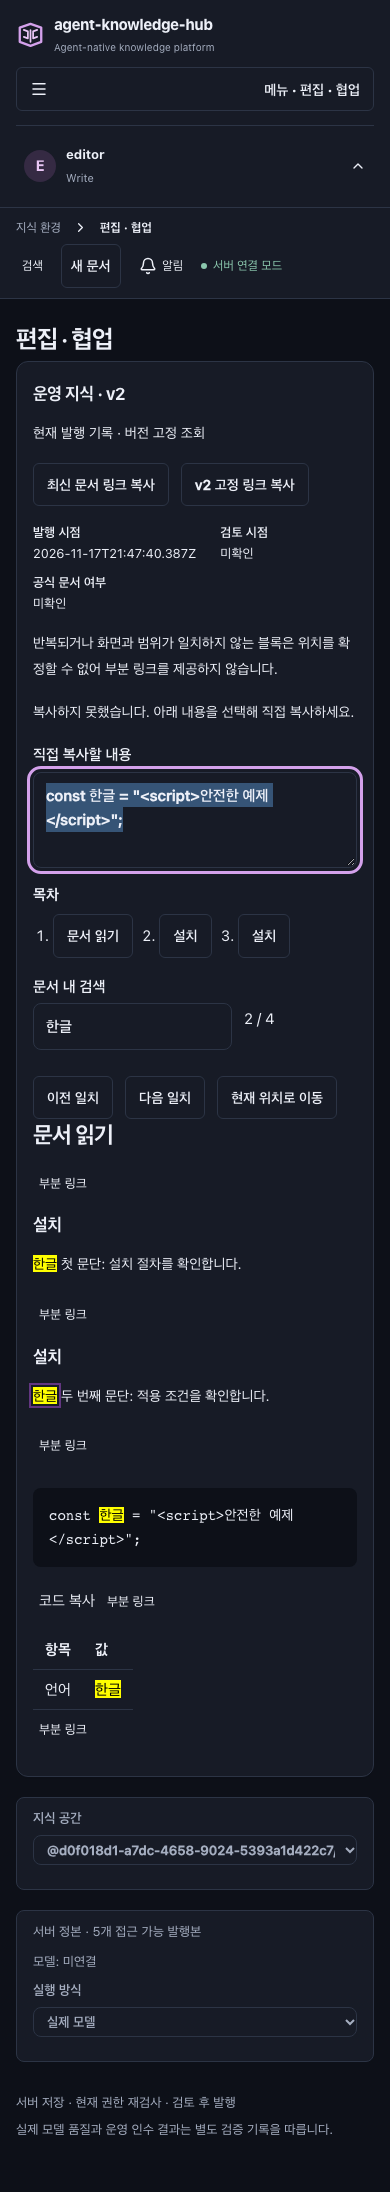 agent-knowledge-hub
Agent-native knowledge platform
메뉴 · 편집 · 협업
E
editor
Write
지식 환경 > 편집 · 협업
검색 새 문서 알림 서버 연결 모드
편집 · 협업
운영 지식 · v2
현재 발행 기록 · 버전 고정 조회
최신 문서 링크 복사 v2 고정 링크 복사
발행 시점 검토 시점
2026-11-17T21:47:40.387Z 미확인
공식 문서 여부
미확인
반복되거나 화면과 범위가 일치하지 않는 블록은 위치를 확
정할 수 없어 부분 링크를 제공하지 않습니다.
복사하지 못했습니다. 아래 내용을 선택해 직접 복사하세요.
직접 복사할 내용
const 한글 = "<script>안전한 예제
</script>";
목차
1. 문서 읽기 2. 설치 3. 설치
문서 내 검색
한글 2 / 4
이전 일치 다음 일치 현재 위치로 이동
문서 읽기
부분 링크
설치
한글 첫 문단: 설치 절차를 확인합니다.
부분 링크
설치
한글 두 번째 문단: 적용 조건을 확인합니다.
부분 링크
const 한글 = "<script>안전한 예제
</script>";
코드 복사 부분 링크
항목 값
언어 한글
부분 링크
지식 공간
@d0f018d1-a7dc-4658-9024-5393a1d422c7/
서버 정본 · 5개 접근 가능 발행본
모델: 미연결
실행 방식
실제 모델
서버 저장 · 현재 권한 재검사 · 검토 후 발행
실제 모델 품질과 운영 인수 결과는 별도 검증 기록을 따릅니다.